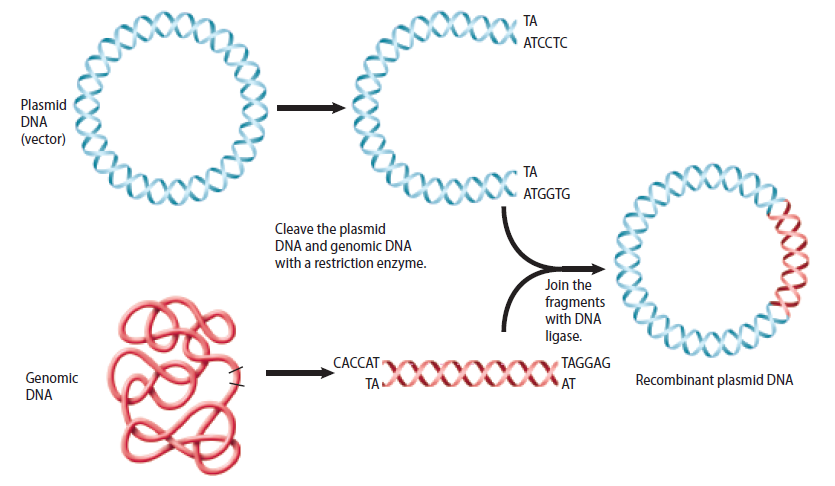 TA
ATCCTC
Plasmid
DNA
(vector)
TA
ATGGTG
Cleave the plasmid
DNA and genomic DNA
with a restriction enzyme.
Join the
fragments
with DNA
ligase.
CACCAT
TAGGAG
TA
AT
Genomic
DNA
Recombinant plasmid DNA